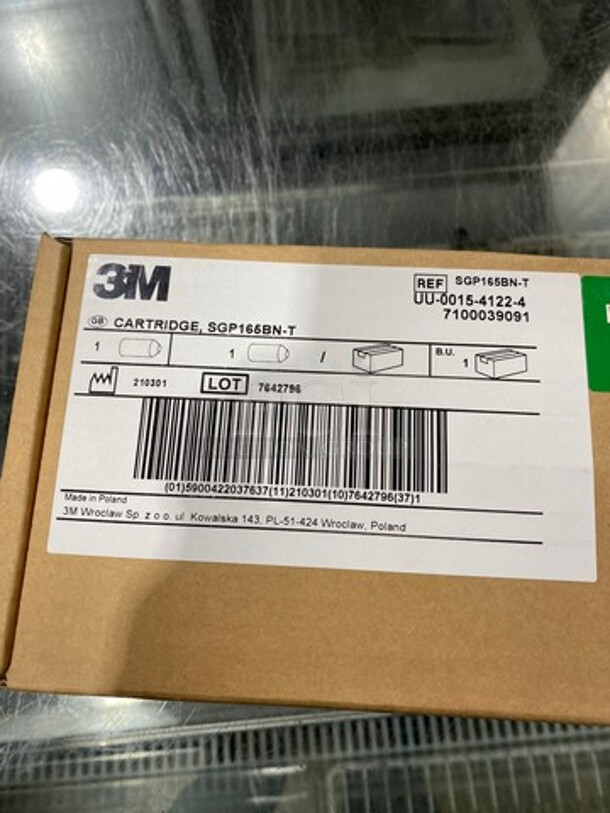 3M
REF SGP165BN-T
UU-0015-4122-4
7100039091
GB CARTRIDGE, SGP165BN-T
1 1 / B.U. 1
210301 LOT 7642796
(01)5900422037637(11)210301(10)7642796(37)1
Made in Poland
3M Wroclaw Sp. z o o. ul Kowalska 143, PL-51-424 Wroclaw, Poland